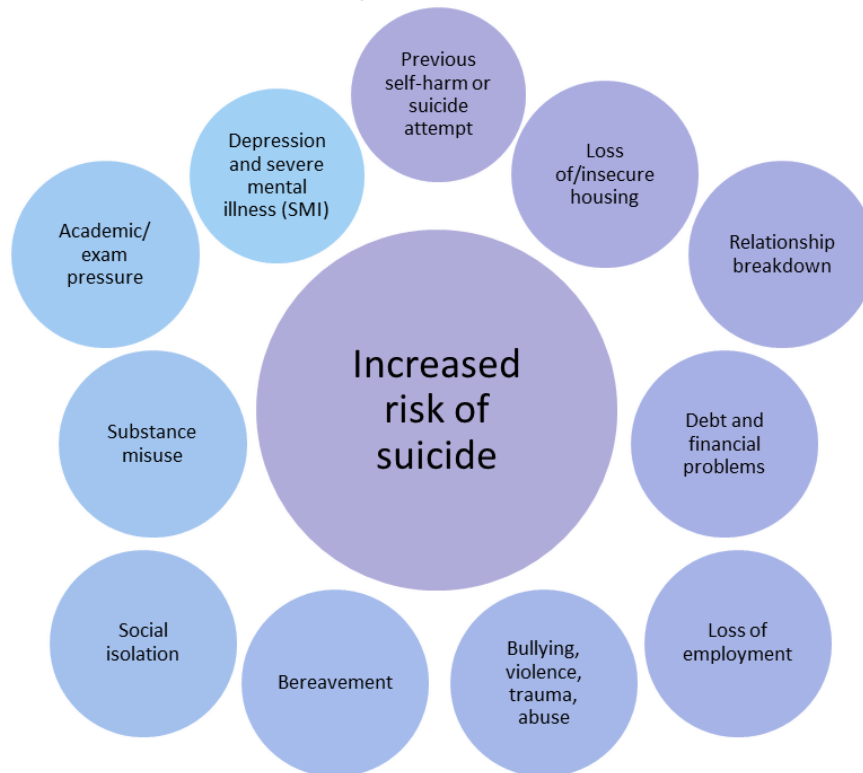 Previous
self-harm or
suicide
attempt
Loss
of/insecure
housing
Relationship
breakdown
Debt and
financial
problems
Loss of
employment
Bullying,
violence,
trauma,
abuse
Bereavement
Social
isolation
Substance
misuse
Academic/
exam
pressure
Depression
and severe
mental
illness (SMI)
Increased
risk of
suicide